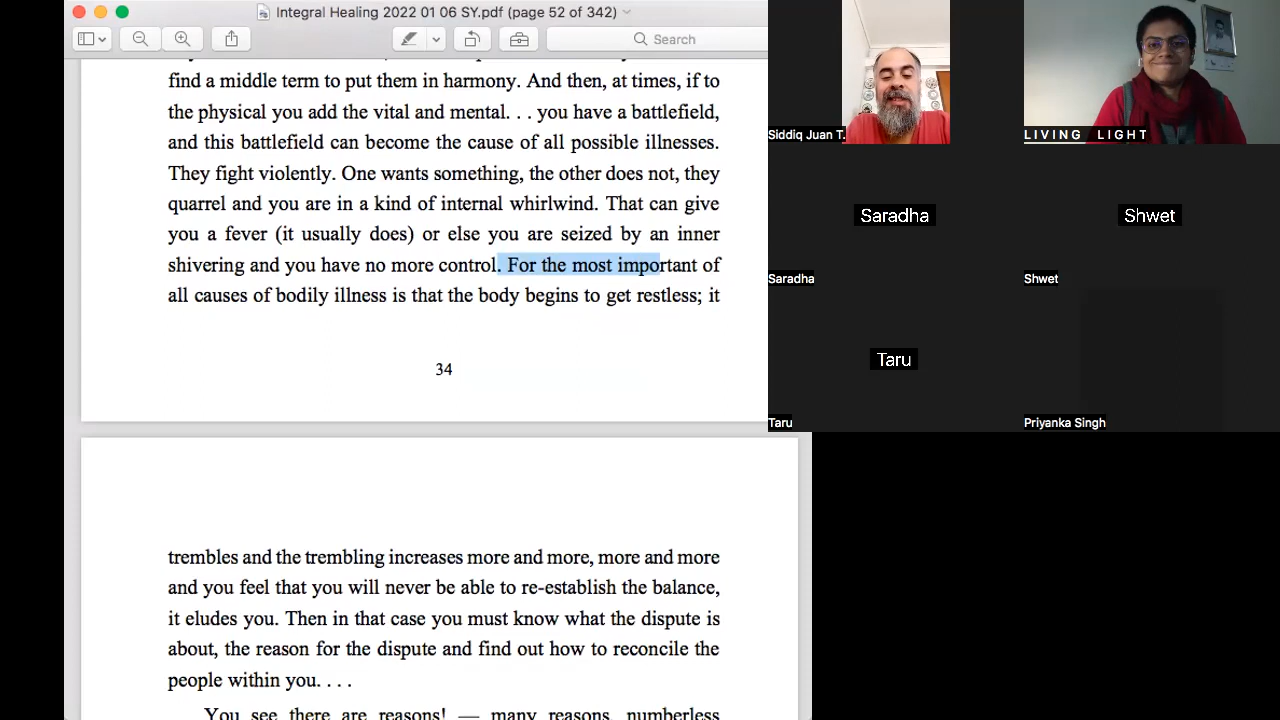 Integral Healing 2022 01 06 SY.pdf (page 52 of 342)
Search
find a middle term to put them in harmony. And then, at times, if to
the physical you add the vital and mental. . . you have a battlefield,
and this battlefield can become the cause of all possible illnesses.
They fight violently. One wants something, the other does not, they
quarrel and you are in a kind of internal whirlwind. That can give
you a fever (it usually does) or else you are seized by an inner
shivering and you have no more control. For the most important of
all causes of bodily illness is that the body begins to get restless; it
34
trembles and the trembling increases more and more, more and more
and you feel that you will never be able to re-establish the balance,
it eludes you. Then in that case you must know what the dispute is
about, the reason for the dispute and find out how to reconcile the
people within you. . . .
You see there are reasons! — many reasons, numberless
Siddiq Juan T.
LIVING LIGHT
Saradha
Shwet
Saradha
Shwet
Taru
Taru
Priyanka Singh